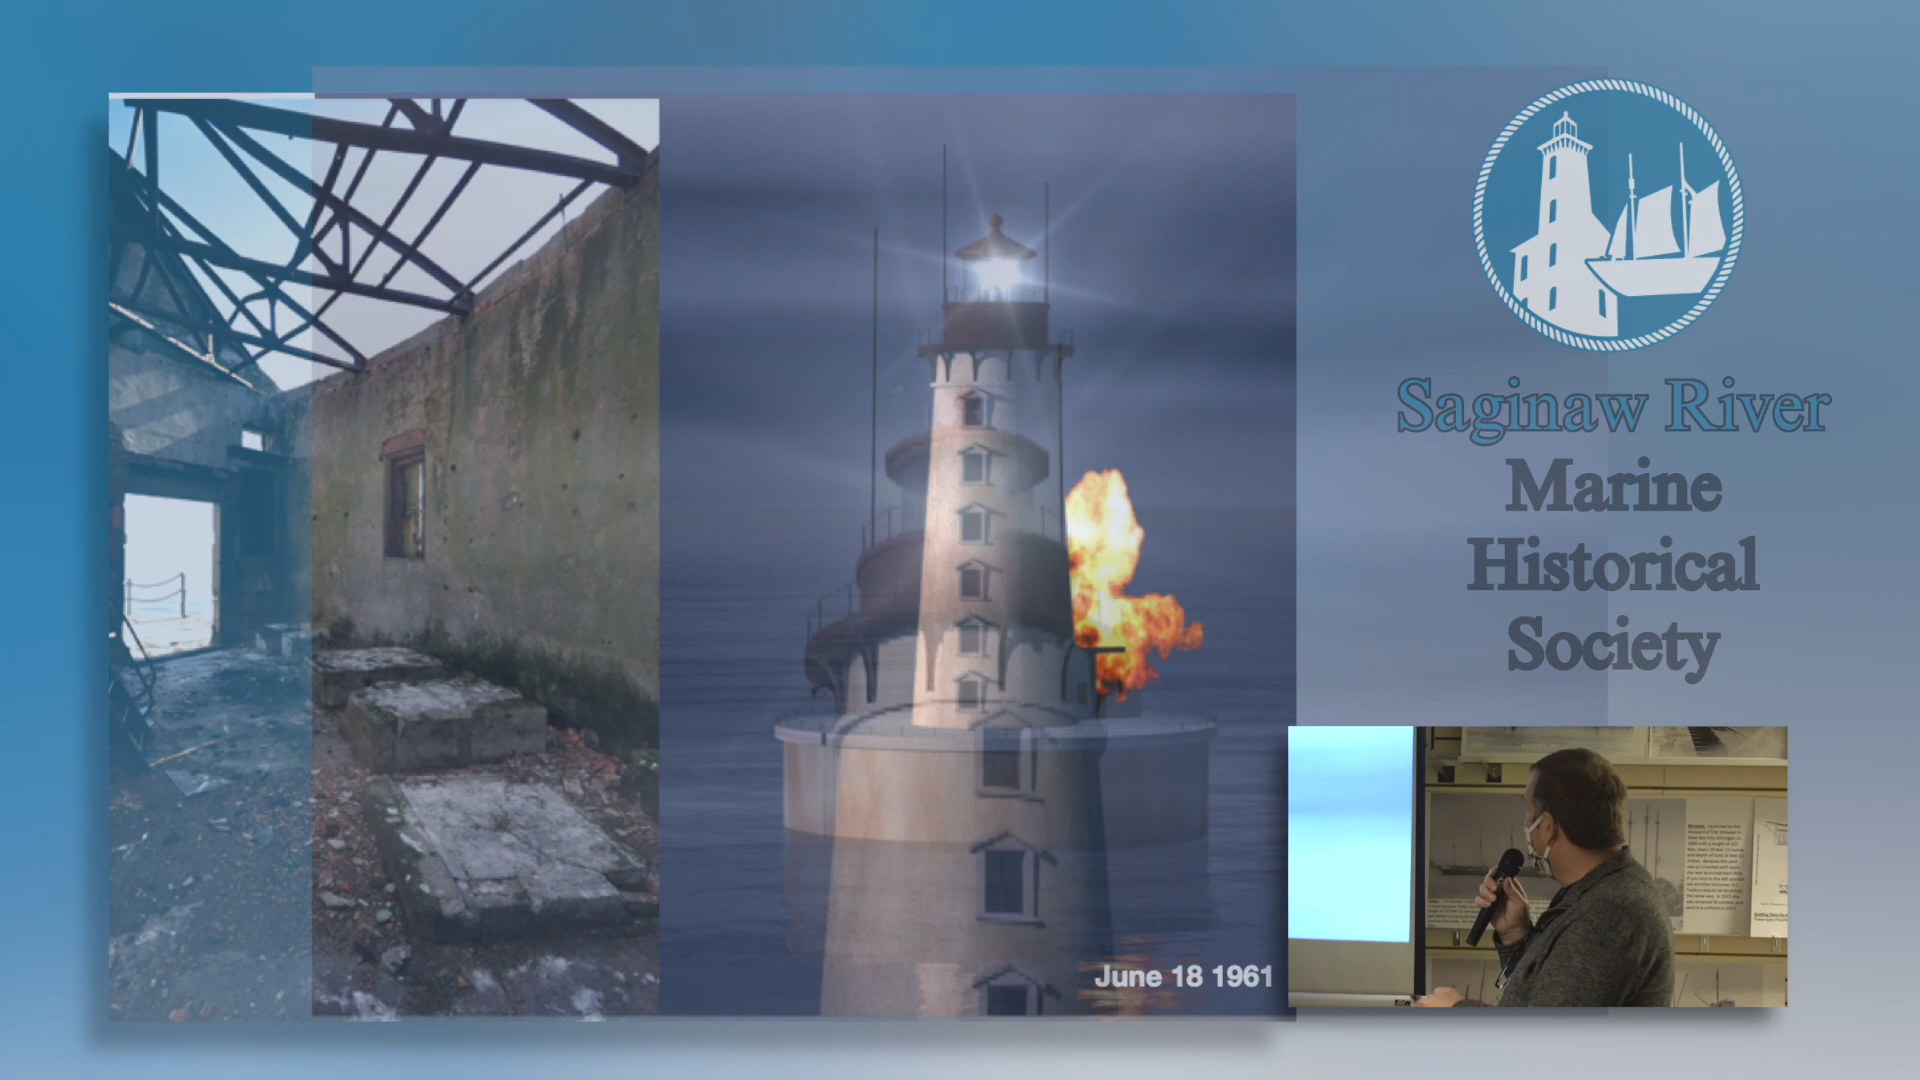 Saginaw River
Marine
Historical
Society
June 18 1961